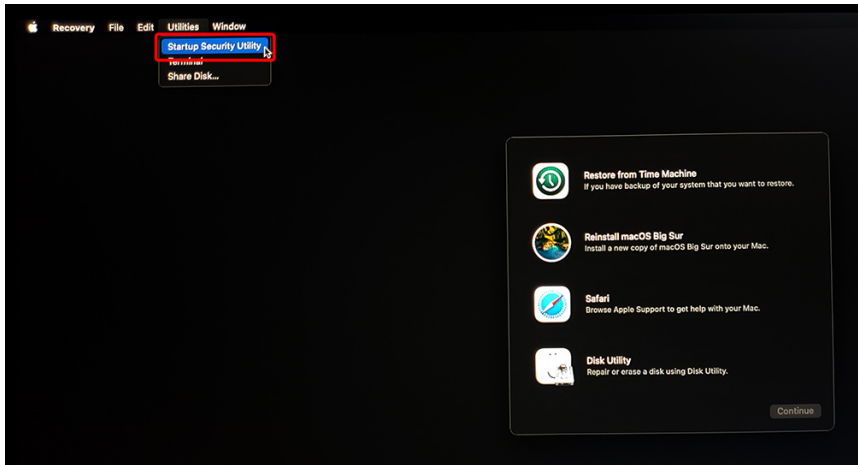 Recovery File Edit Utilities Window
Startup Security Utility
Terminal
Share Disk...
Restore from Time Machine
If you have backup of your system that you want to restore.
Reinstall macOS Big Sur
Install a new copy of macOS Big Sur onto your Mac.
Safari
Browse Apple Support to get help with your Mac.
Disk Utility
Repair or erase a disk using Disk Utility.
Continue